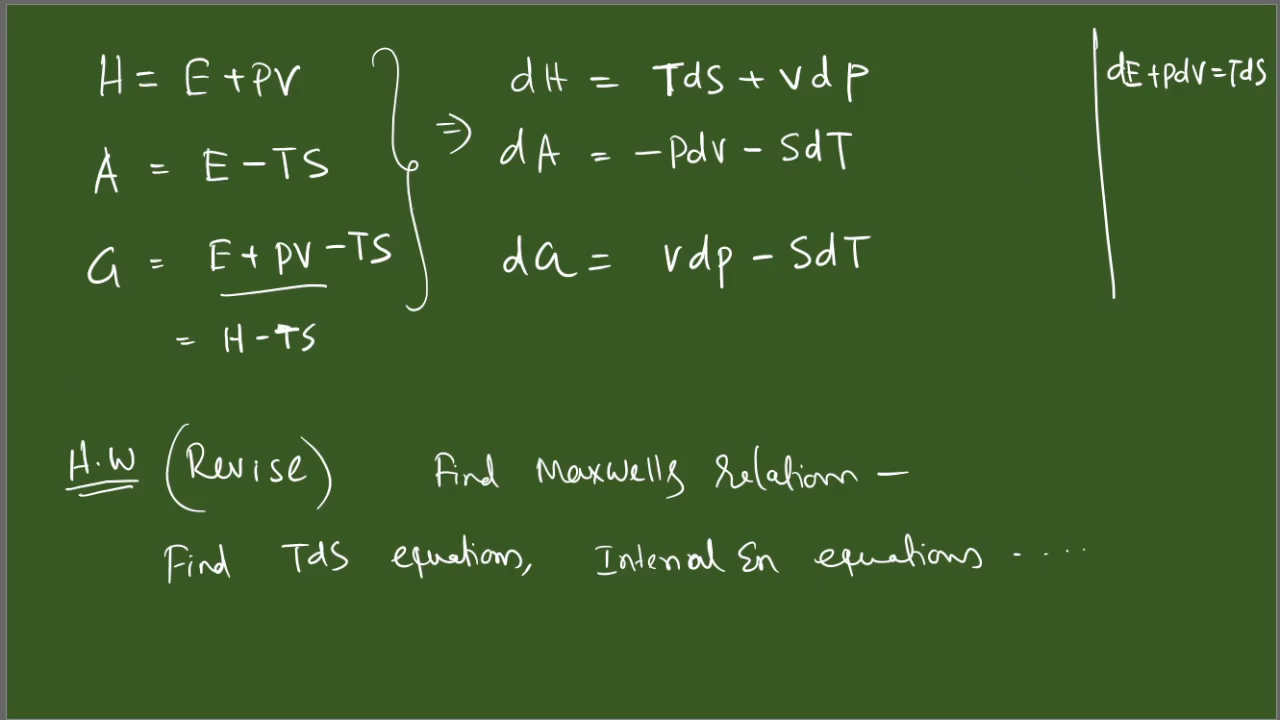 H = E + PV
A = E - TS
G = E + PV - TS
= H - TS
⇒
dH = TdS + Vdp
dA = - Pdv - SdT
dG = Vdp - SdT
dE + Pdv = TdS
H.W (Revise) Find Maxwells relations —
Find TdS equations, Internal En equations ....